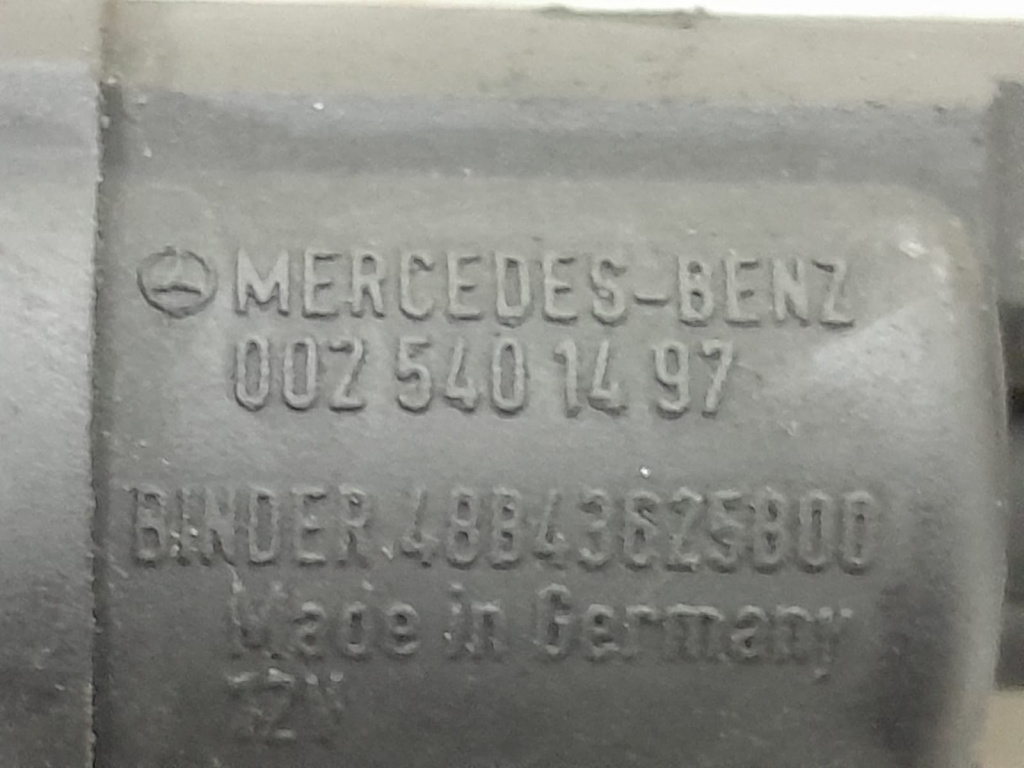 MERCEDES-BENZ
002 540 14 97
BINDER 48B43625B00
Made in Germany
12V